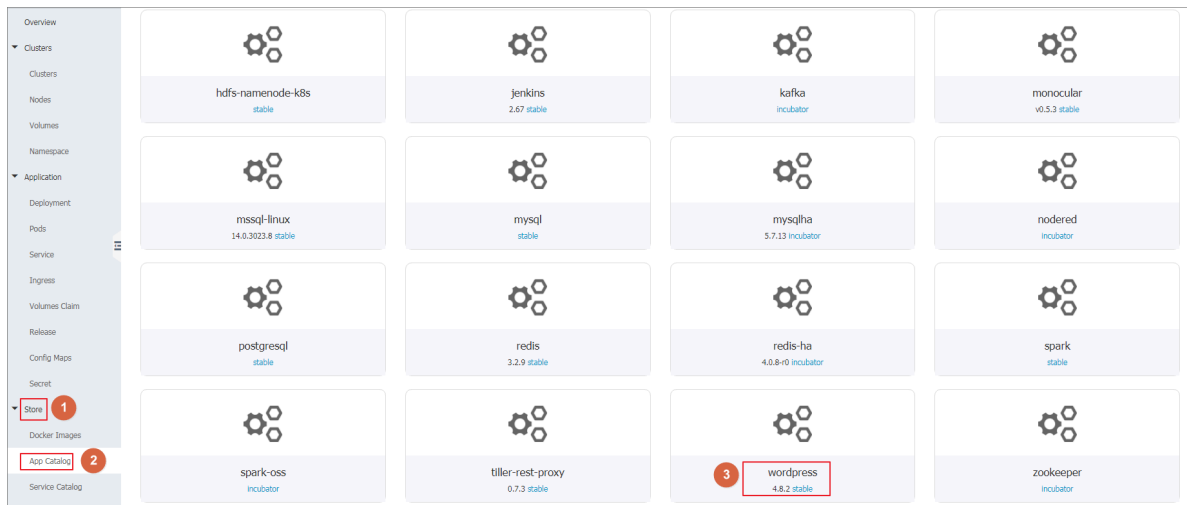 Overview
Clusters
Clusters
Nodes
Volumes
Namespace
Application
Deployment
Pods
Service
Ingress
Volumes Claim
Release
Config Maps
Secret
Store
1
Docker Images
App Catalog
2
Service Catalog
hdfs-namenode-k8s
stable
jenkins
2.67 stable
kafka
incubator
monocular
v0.5.3 stable
mssql-linux
14.0.3023.8 stable
mysql
stable
mysqlha
5.7.13 incubator
nodered
incubator
postgresql
stable
redis
3.2.9 stable
redis-ha
4.0.8-r0 incubator
spark
stable
spark-oss
incubator
tiller-rest-proxy
0.7.3 stable
3
wordpress
4.8.2 stable
zookeeper
incubator